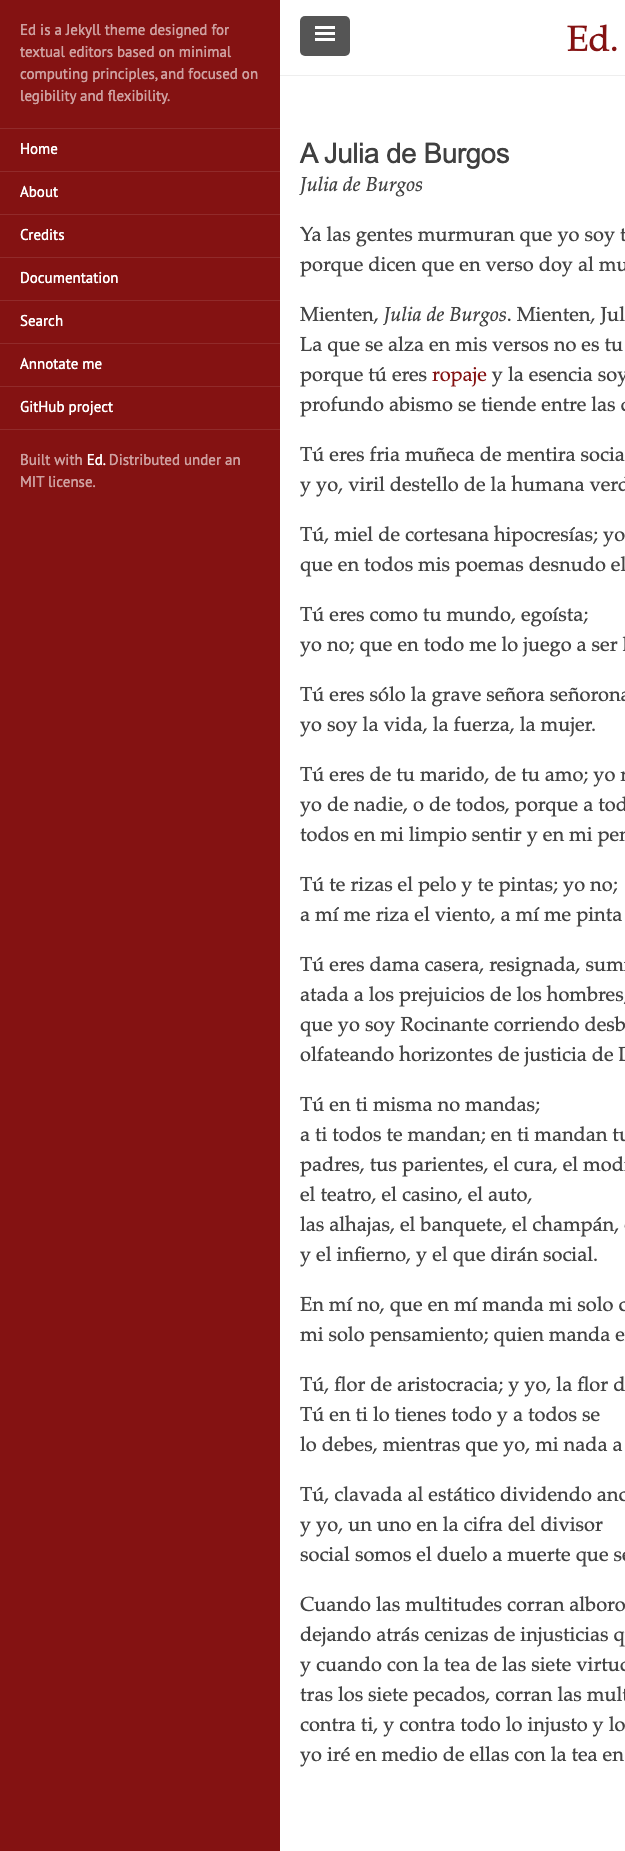 Ed is a Jekyll theme designed for
textual editors based on minimal
computing principles, and focused on
legibility and flexibility.
Home
About
Credits
Documentation
Search
Annotate me
GitHub project
Built with Ed. Distributed under an
MIT license.
Ed.
A Julia de Burgos
Julia de Burgos
Ya las gentes murmuran que yo soy
porque dicen que en verso doy al
Mienten, Julia de Burgos. Mienten,
La que se alza en mis versos no es tu
porque tú eres ropaje y la esencia soy
profundo abismo se tiende entre las
Tú eres fria muñeca de mentira
y yo, viril destello de la humana
Tú, miel de cortesana hipocresías; yo
que en todos mis poemas desnudo el
Tú eres como tu mundo, egoísta;
yo no; que en todo me lo juego a ser
Tú eres sólo la grave señora señorona
yo soy la vida, la fuerza, la mujer.
Tú eres de tu marido, de tu amo; yo
yo de nadie, o de todos, porque a
todos en mi limpio sentir y en mi
Tú te rizas el pelo y te pintas; yo no;
a mí me riza el viento, a mí me pinta
Tú eres dama casera, resignada,
atada a los prejuicios de los hombres;
que yo soy Rocinante corriendo
olfateando horizontes de justicia de
Tú en ti misma no mandas;
a ti todos te mandan; en ti mandan
padres, tus parientes, el cura, el
el teatro, el casino, el auto,
las alhajas, el banquete, el champán,
y el infierno, y el que dirán social.
En mí no, que en mí manda mi solo
mi solo pensamiento; quien manda
Tú, flor de aristocracia; y yo, la flor
Tú en ti lo tienes todo y a todos se
lo debes, mientras que yo, mi nada a
Tú, clavada al estático dividendo
y yo, un uno en la cifra del divisor
social somos el duelo a muerte que
Cuando las multitudes corran
dejando atrás cenizas de injusticias
y cuando con la tea de las siete
tras los siete pecados, corran las
contra ti, y contra todo lo injusto y lo
yo iré en medio de ellas con la tea en